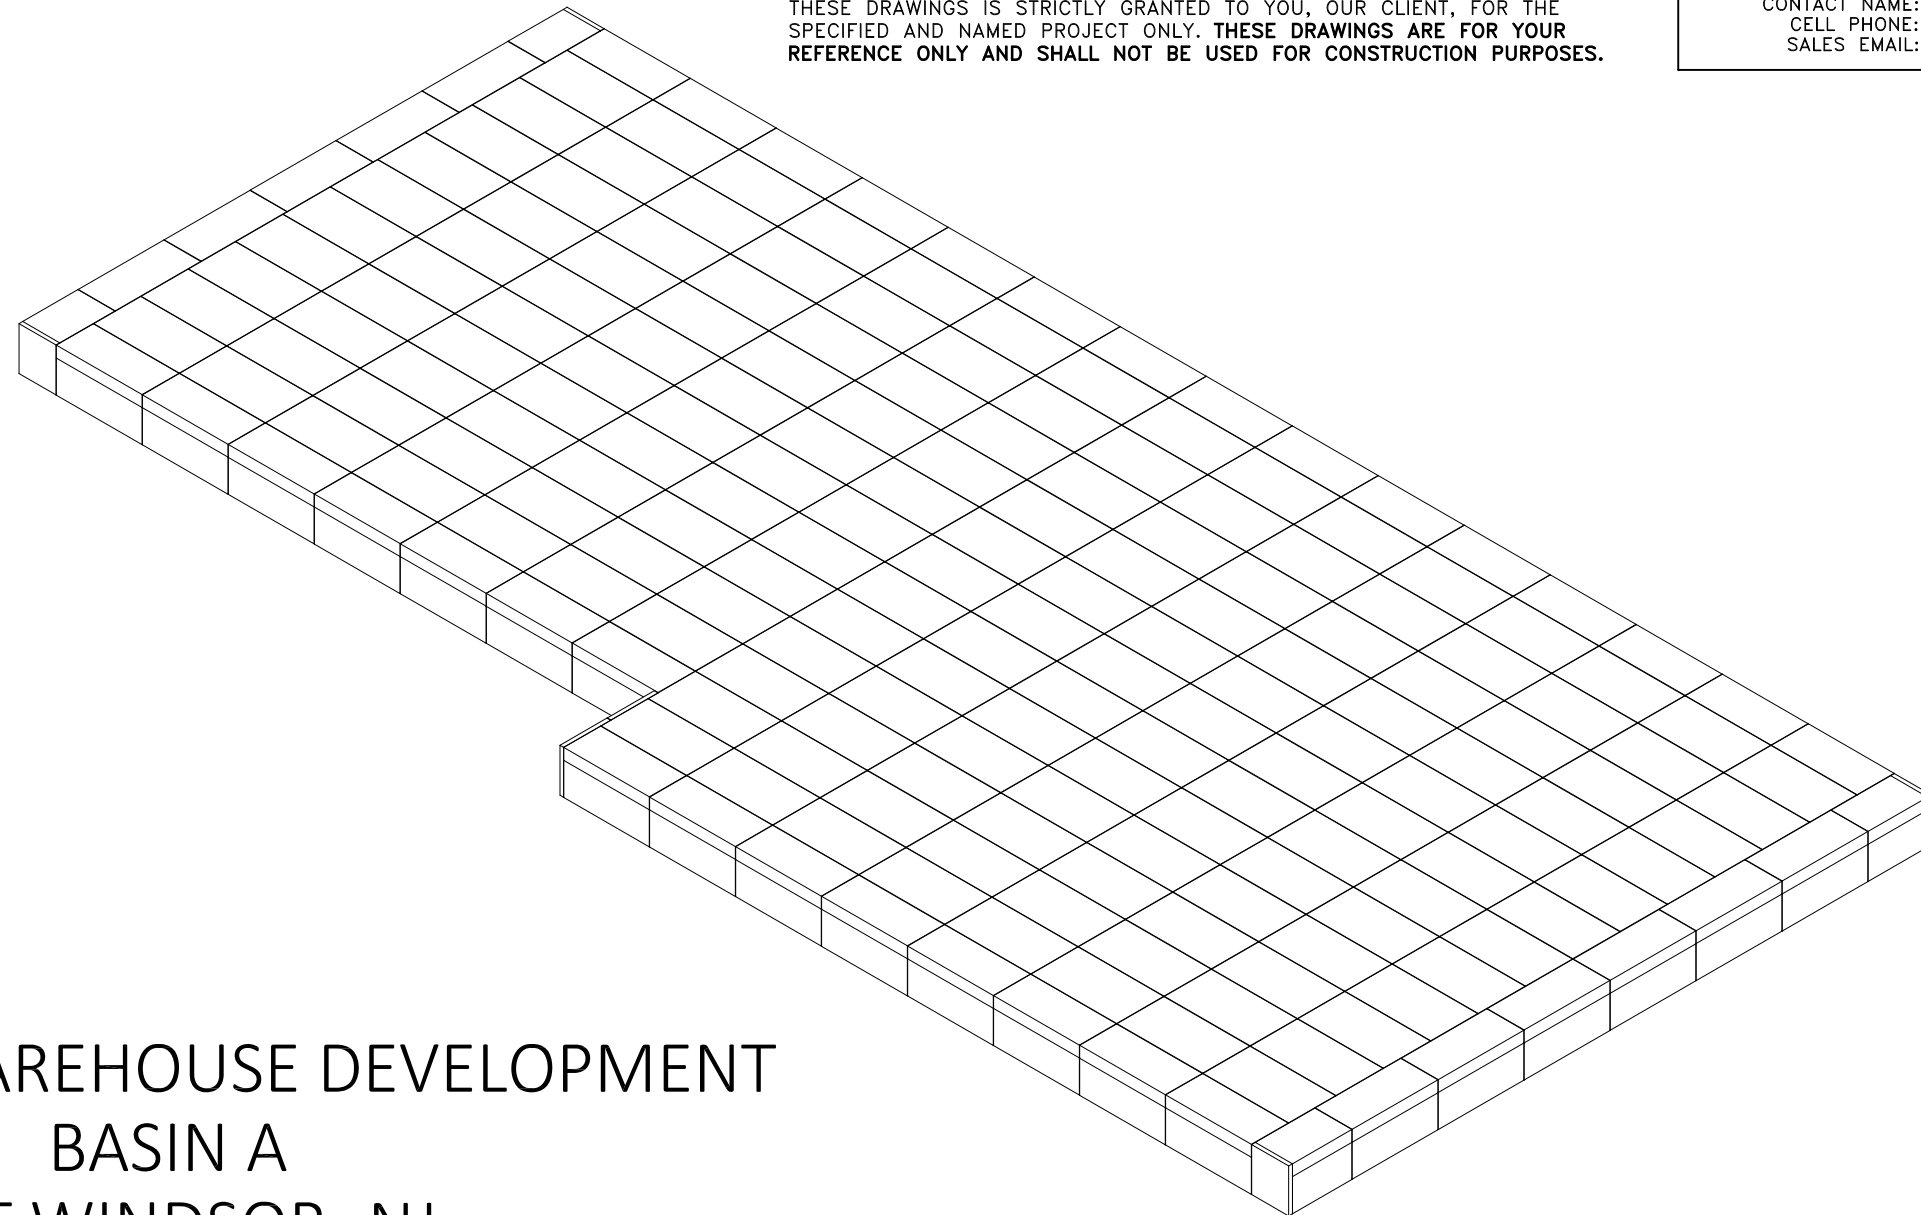 THESE DRAWINGS IS STRICTLY GRANTED TO YOU, OUR CLIENT, FOR THE
SPECIFIED AND NAMED PROJECT ONLY. THESE DRAWINGS ARE FOR YOUR
REFERENCE ONLY AND SHALL NOT BE USED FOR CONSTRUCTION PURPOSES.
CONTACT NAME:
CELL PHONE:
SALES EMAIL:
AREHOUSE DEVELOPMENT
BASIN A
WINDSOR, NJ